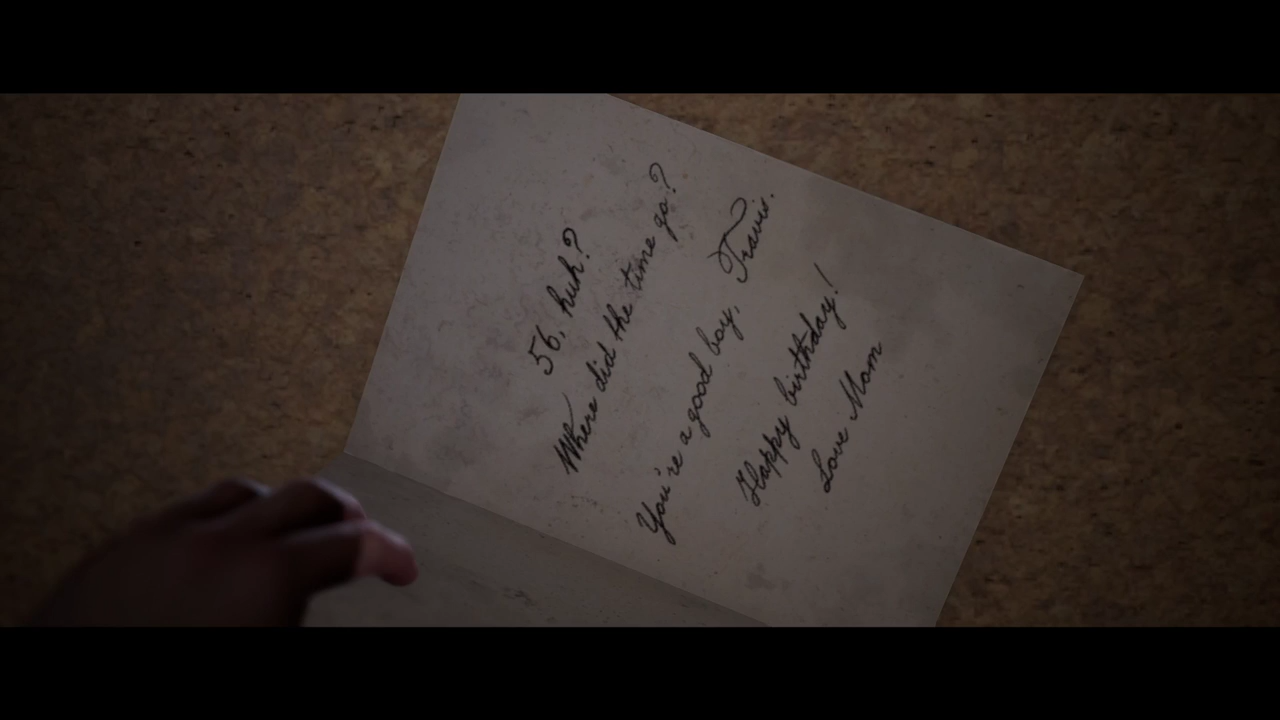 56, huh?
Where did the time go?
You're a good boy, Travis.
Happy birthday!
Love Mom